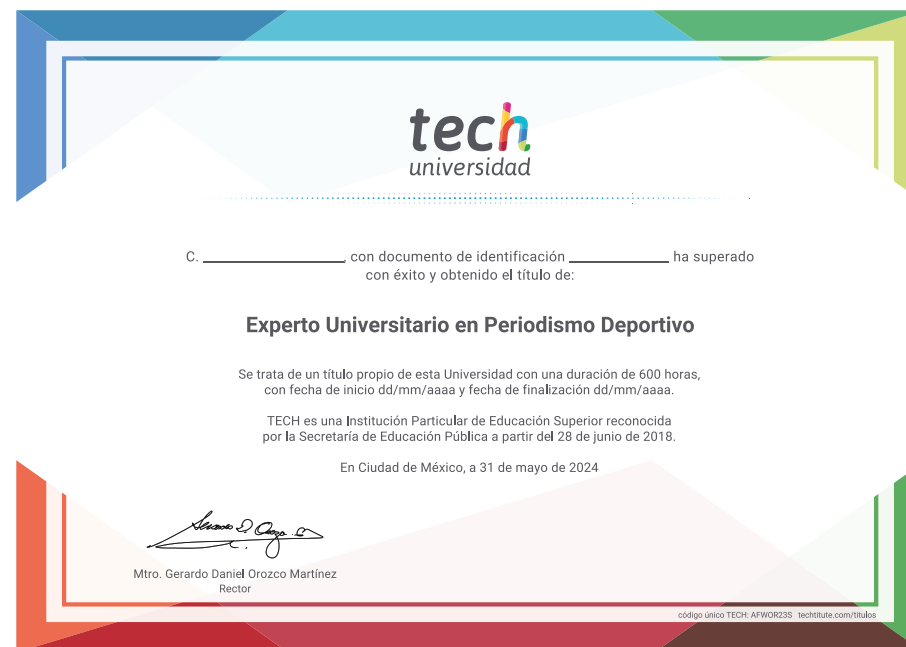 tech
universidad
C. ____________________, con documento de identificación ______________ ha superado
con éxito y obtenido el título de:
Experto Universitario en Periodismo Deportivo
Se trata de un título propio de esta Universidad con una duración de 600 horas,
con fecha de inicio dd/mm/aaaa y fecha de finalización dd/mm/aaaa.
TECH es una Institución Particular de Educación Superior reconocida
por la Secretaría de Educación Pública a partir del 28 de junio de 2018.
En Ciudad de México, a 31 de mayo de 2024
Mtro. Gerardo Daniel Orozco Martínez
Rector
código único TECH: AFWOR23S techtitute.com/titulos